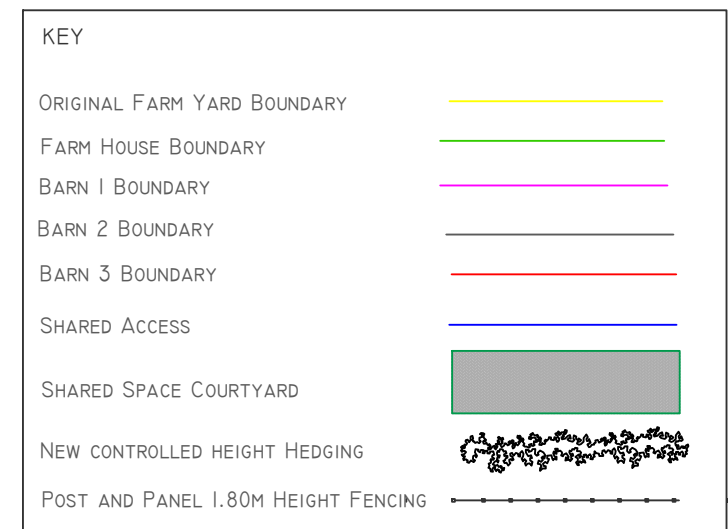 KEY
ORIGINAL FARM YARD BOUNDARY
FARM HOUSE BOUNDARY
BARN 1 BOUNDARY
BARN 2 BOUNDARY
BARN 3 BOUNDARY
SHARED ACCESS
SHARED SPACE COURTYARD
NEW CONTROLLED HEIGHT HEDGING
POST AND PANEL 1.80M HEIGHT FENCING